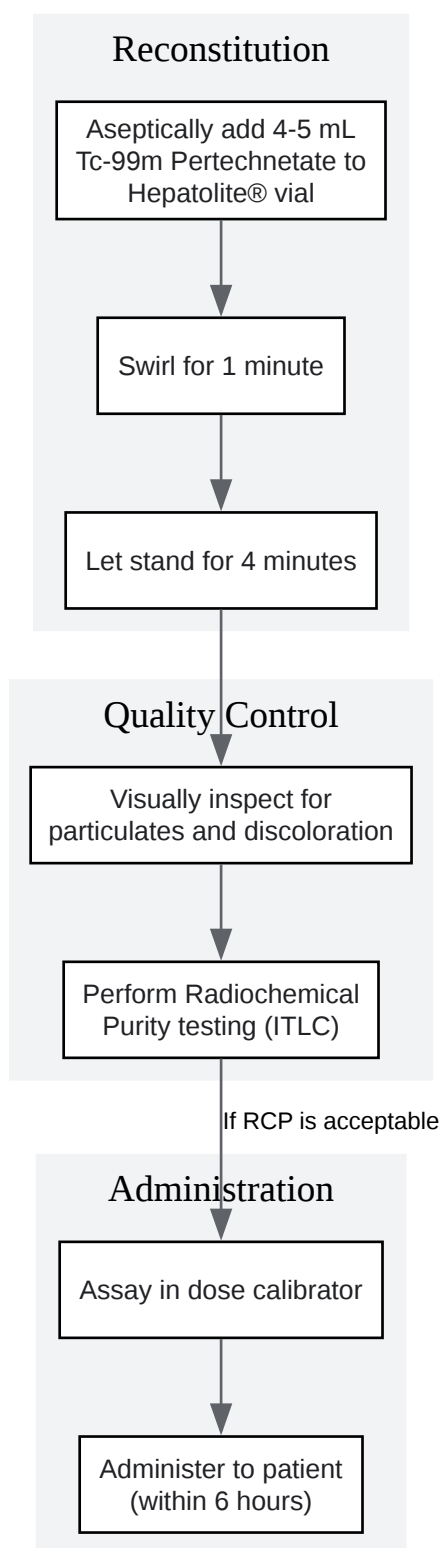 Reconstitution
Aseptically add 4-5 mL
Tc-99m Pertechnetate to
Hepatolite® vial
Swirl for 1 minute
Let stand for 4 minutes
Quality Control
Visually inspect for
particulates and discoloration
Perform Radiochemical
Purity testing (ITLC)
If RCP is acceptable
Administration
Assay in dose calibrator
Administer to patient
(within 6 hours)